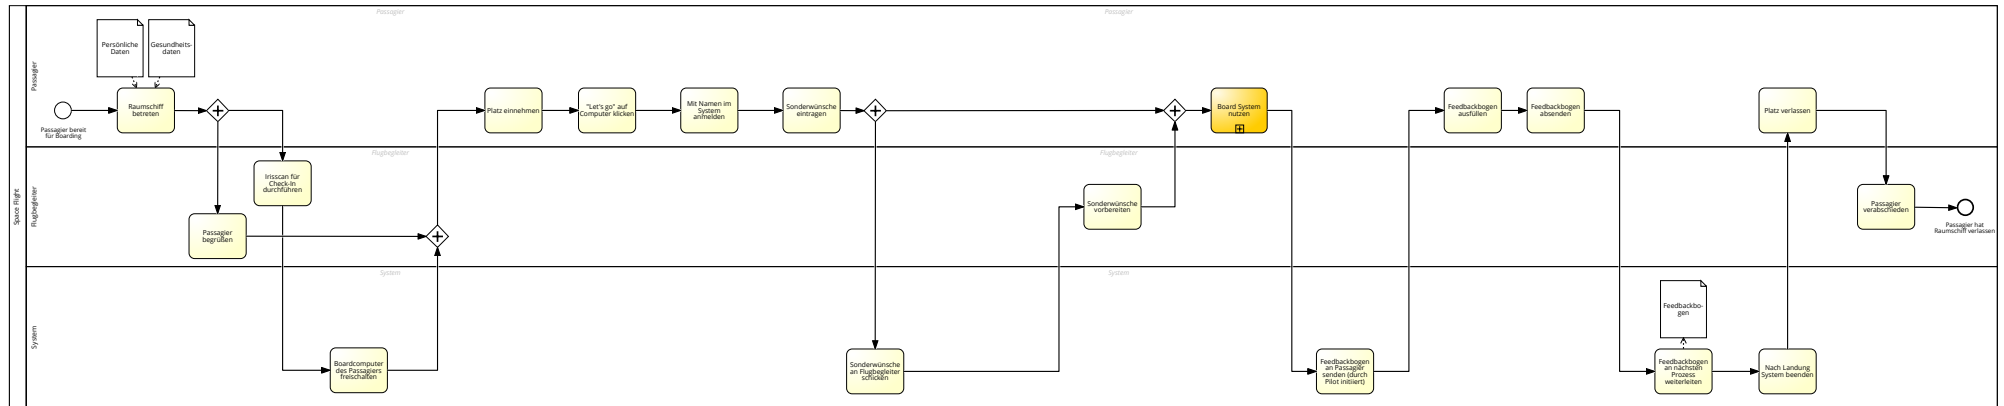 Passagier
Passagier
Space Flight
Passagier
Persönliche
Daten
Gesundheits-
daten
Passagier bereit
für Boarding
Raumschiff
betreten
Platz einnehmen
"Let's go" auf
Computer klicken
Mit Namen im
System
anmelden
Sonderwünsche
eintragen
Board System
nutzen
Feedbackbogen
ausfüllen
Feedbackbogen
absenden
Platz verlassen
Flugbegleiter
Flugbegleiter
Flugbegleiter
Irisscan für
Check-In
durchführen
Passagier
begrüßen
Sonderwünsche
vorbereiten
Passagier
verabschieden
Passagier hat
Raumschiff verlassen
System
System
System
Boardcomputer
des Passagiers
freischalten
Sonderwünsche
an Flugbegleiter
schicken
Feedbackbogen
an Passagier
senden (durch
Pilot initiiert)
Feedbackbo-
gen
Feedbackbogen
an nächsten
Prozess
weiterleiten
Nach Landung
System beenden